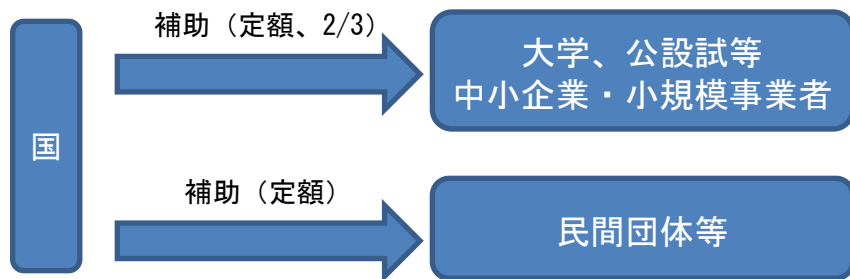 国
補助（定額、2/3）
大学、公設試等
中小企業・小規模事業者
補助（定額）
民間団体等